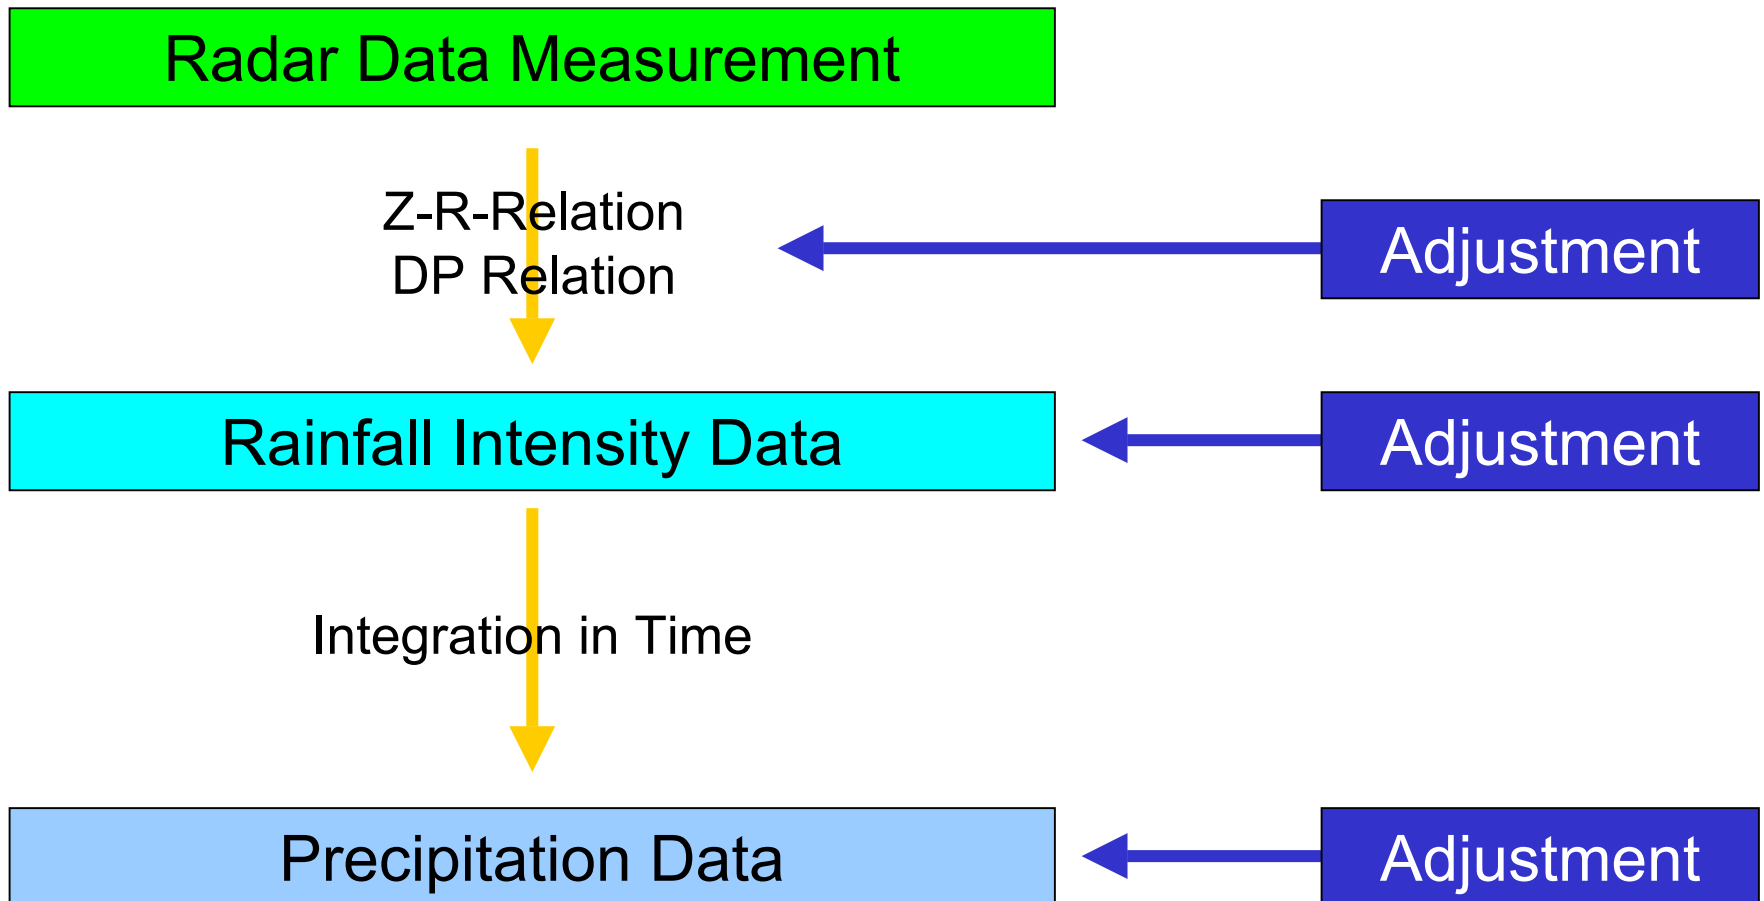 Radar Data Measurement
Z-R-Relation
DP Relation
Adjustment
Rainfall Intensity Data
Adjustment
Integration in Time
Precipitation Data
Adjustment